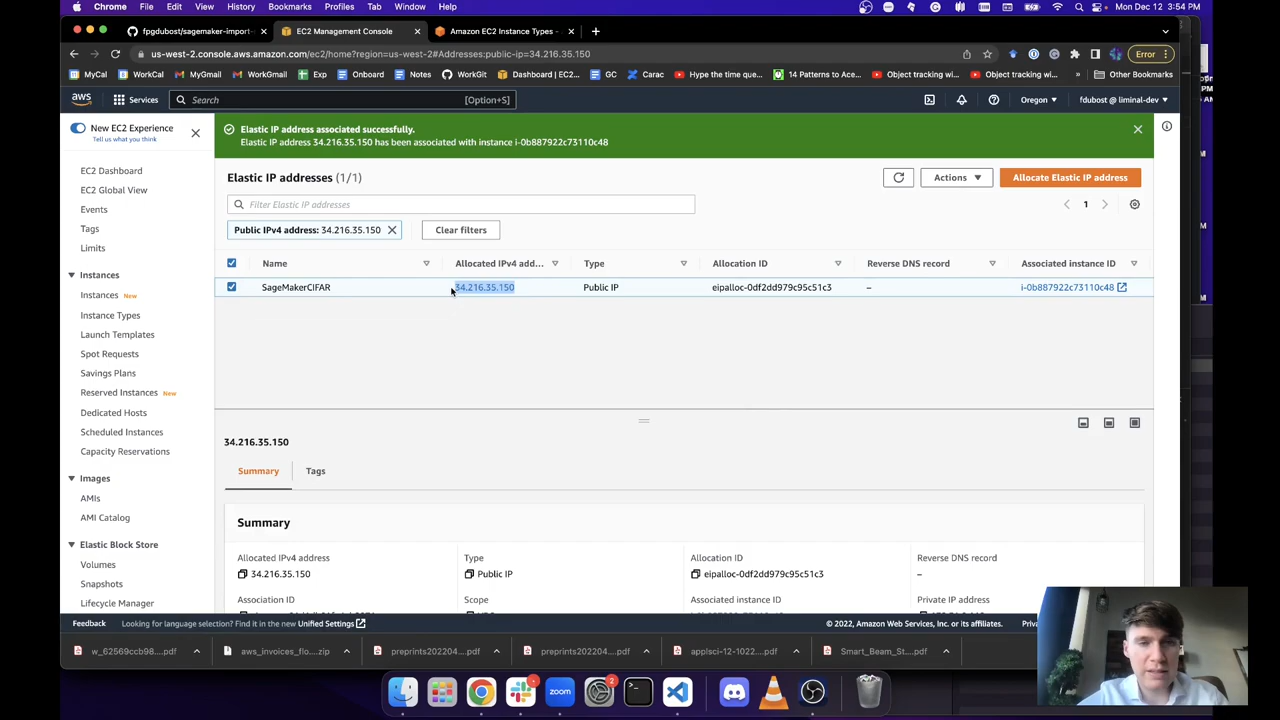 Chrome File Edit View History Bookmarks Profiles Tab Window Help Mon Dec 12 3:54 PM
fpgdubost/sagemaker-import- EC2 Management Console Amazon EC2 Instance Types -
us-west-2.console.aws.amazon.com/ec2/home?region=us-west-2#Addresses:public-ip=34.216.35.150 Error
MyCal WorkCal MyGmail WorkGmail Exp Onboard Notes WorkGit Dashboard | EC2... GC Carac Hype the time que... 14 Patterns to Ace... Object tracking wi... Object tracking wi... » Other Bookmarks
aws Services Search [Option+S] Oregon fdubost @ liminal-dev
New EC2 Experience
Tell us what you think
EC2 Dashboard
EC2 Global View
Events
Tags
Limits
Instances
Instances New
Instance Types
Launch Templates
Spot Requests
Savings Plans
Reserved Instances New
Dedicated Hosts
Scheduled Instances
Capacity Reservations
Images
AMIs
AMI Catalog
Elastic Block Store
Volumes
Snapshots
Lifecycle Manager
Elastic IP address associated successfully.
Elastic IP address 34.216.35.150 has been associated with instance i-0b887922c73110c48
Elastic IP addresses (1/1) Actions Allocate Elastic IP address
Filter Elastic IP addresses 1
Public IPv4 address: 34.216.35.150 Clear filters
Name Allocated IPv4 add... Type Allocation ID Reverse DNS record Associated instance ID
SageMakerCIFAR 34.216.35.150 Public IP eipalloc-0df2dd979c95c51c3 – i-0b887922c73110c48
34.216.35.150
Summary Tags
Summary
Allocated IPv4 address Type Allocation ID Reverse DNS record
34.216.35.150 Public IP eipalloc-0df2dd979c95c51c3 –
Association ID Scope Associated instance ID Private IP address
Feedback Looking for language selection? Find it in the new Unified Settings © 2022, Amazon Web Services, Inc. or its affiliates.
w_62569ccb98....pdf aws_invoices_flo....zip preprints202204....pdf preprints202204....pdf applsci-12-1022....pdf Smart_Beam_St....pdf
zoom 2